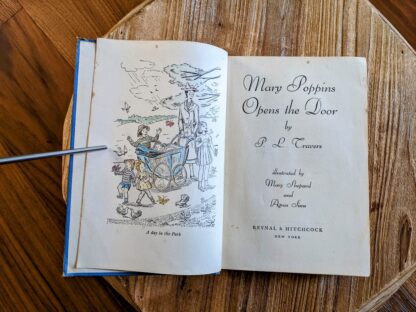 A day in the Park
Mary Poppins
Opens the Door
by
P. L. Travers
illustrated by
Mary Shepard
and
Agnes Sims
REYNAL & HITCHCOCK
NEW YORK